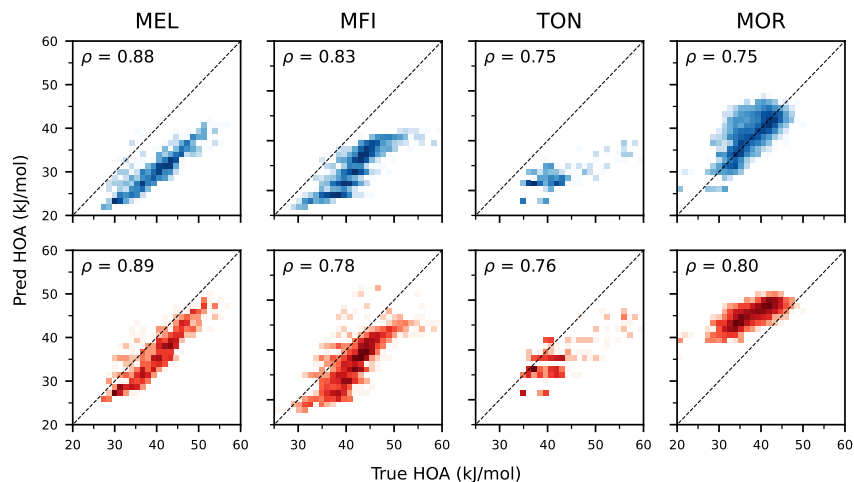 MEL MFI TON MOR
60
50
40
30
20
ρ = 0.88 ρ = 0.83 ρ = 0.75 ρ = 0.75
Pred HOA (kJ/mol)
60
50
40
30
20
ρ = 0.89 ρ = 0.78 ρ = 0.76 ρ = 0.80
20 30 40 50 60 30 40 50 60 30 40 50 60 20 30 40 50 60
True HOA (kJ/mol)